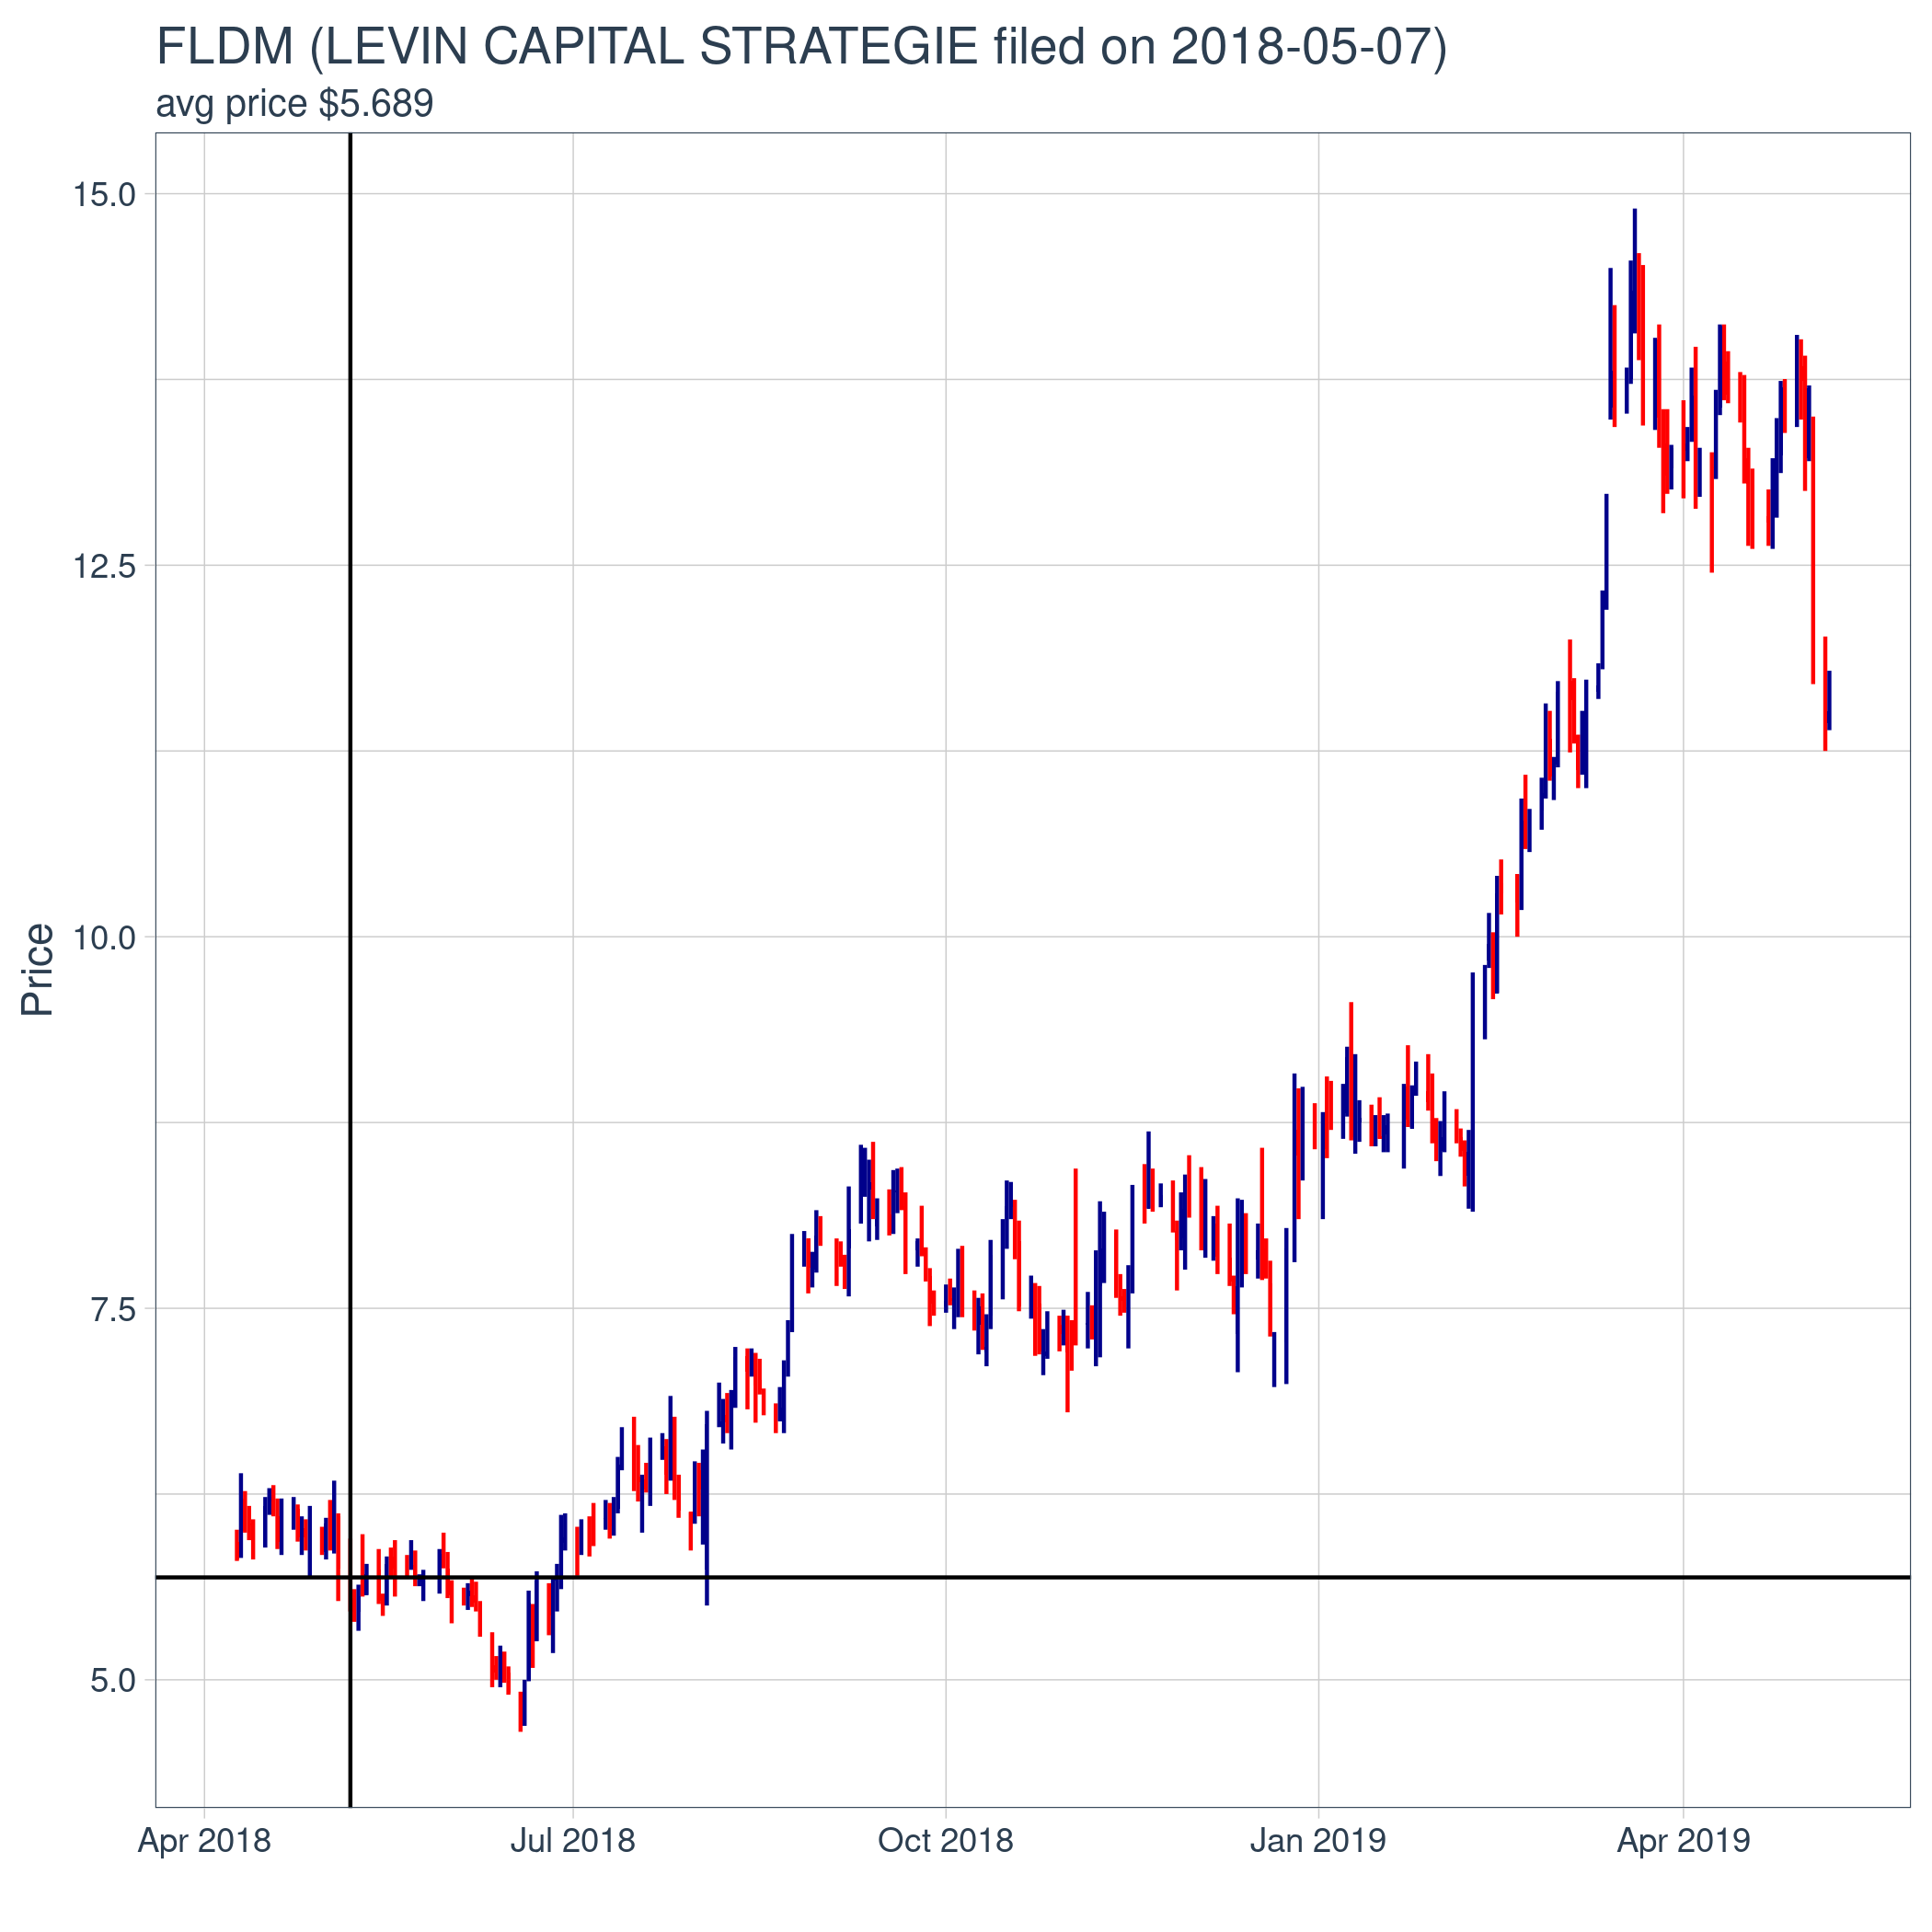 FLDM (LEVIN CAPITAL STRATEGIE filed on 2018-05-07)
avg price $5.689
15.0
12.5
10.0
7.5
5.0
Price
Apr 2018
Jul 2018
Oct 2018
Jan 2019
Apr 2019